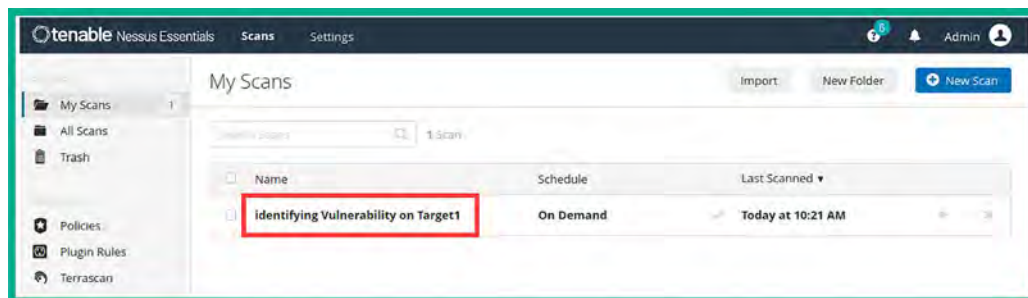 tenable Nessus Essentials Scans Settings 6 Admin
My Scans Import New Folder New Scan
My Scans 1
All Scans
Trash
1 Scan
Name Schedule Last Scanned
identifying Vulnerability on Target1 On Demand Today at 10:21 AM
Policies
Plugin Rules
Terrascan